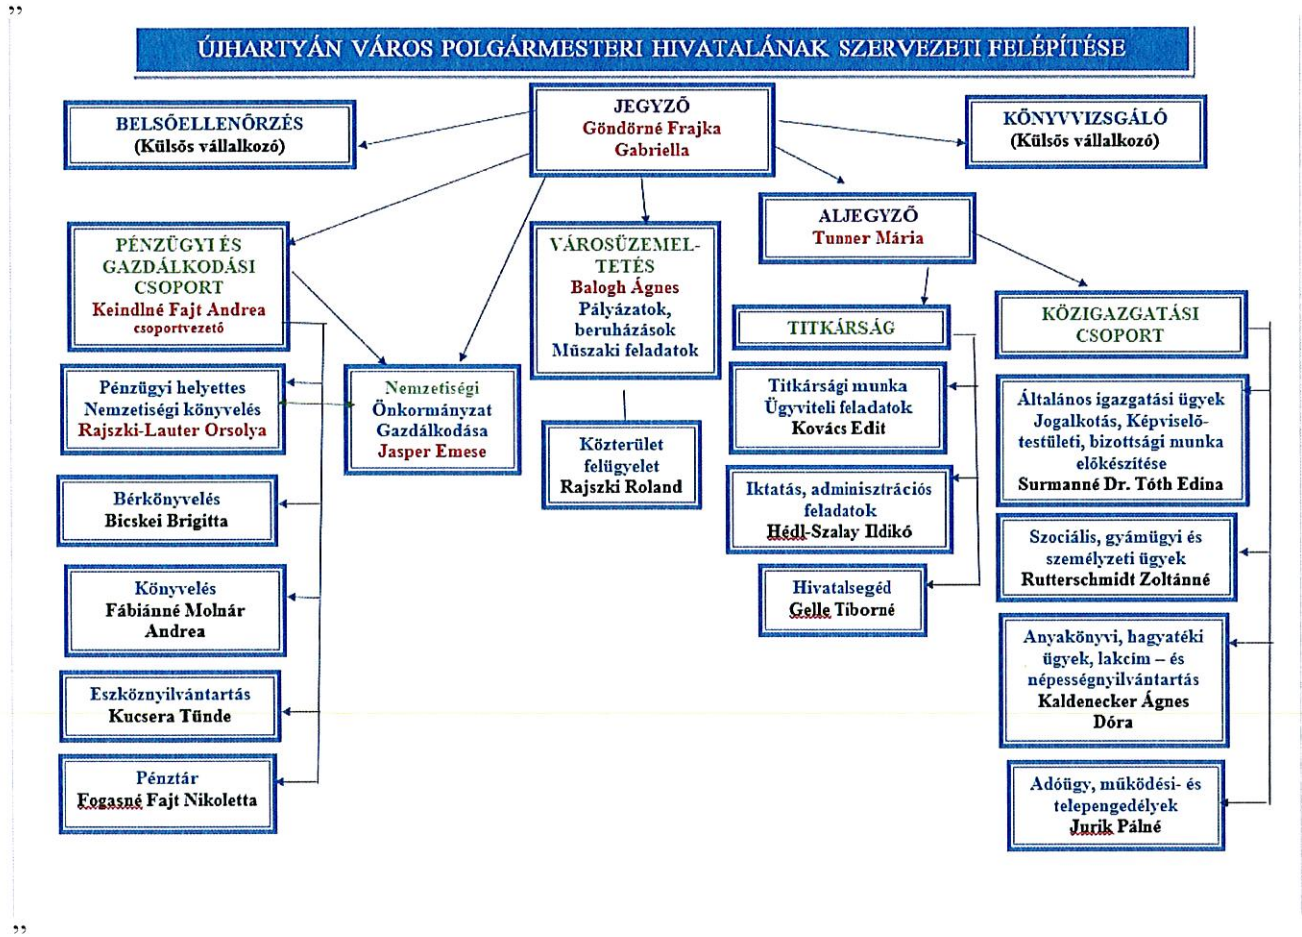 ”
ÚJHARTYÁN VÁROS POLGÁRMESTERI HIVATALÁNAK SZERVEZETI FELÉPÍTÉSE
BELSŐELLENŐRZÉS
(Külsős vállalkozó)
JEGYZŐ
Göndörné Frajka
Gabriella
KÖNYVVIZSGÁLÓ
(Külsős vállalkozó)
ALJEGYZŐ
Tunner Mária
PÉNZÜGYI ÉS
GAZDÁLKODÁSI
CSOPORT
Keindlné Fajt Andrea
csoportvezető
Pénzügyi helyettes
Nemzetiségi könyvelés
Rajszki-Lauter Orsolya
Bérkönyvelés
Bicskei Brigitta
Könyvelés
Fábiánné Molnár
Andrea
Eszköznyilvántartás
Kucsera Tünde
Pénztár
Fogasné Fajt Nikoletta
Nemzetiségi
Önkormányzat
Gazdálkodása
Jasper Emese
VÁROSÜZEMEL-
TETÉS
Balogh Ágnes
Pályázatok,
beruházások
Műszaki feladatok
Közterület
felügyelet
Rajszki Roland
TITKÁRSÁG
Titkársági munka
Ügyviteli feladatok
Kovács Edit
Iktatás, adminisztrációs
feladatok
Hédl-Szalay Ildikó
Hivatalsegéd
Gelle Tiborné
KÖZIGAZGATÁSI
CSOPORT
Általános igazgatási ügyek
Jogalkotás, Képviselő-
testületi, bizottsági munka
előkészítése
Surmanné Dr. Tóth Edina
Szociális, gyámügyi és
személyzeti ügyek
Rutterschmidt Zoltánné
Anyakönyvi, hagyatéki
ügyek, lakcím – és
népességnyilvántartás
Kaldenecker Ágnes
Dóra
Adóügy, működési- és
telepengedélyek
Jurik Pálné
”